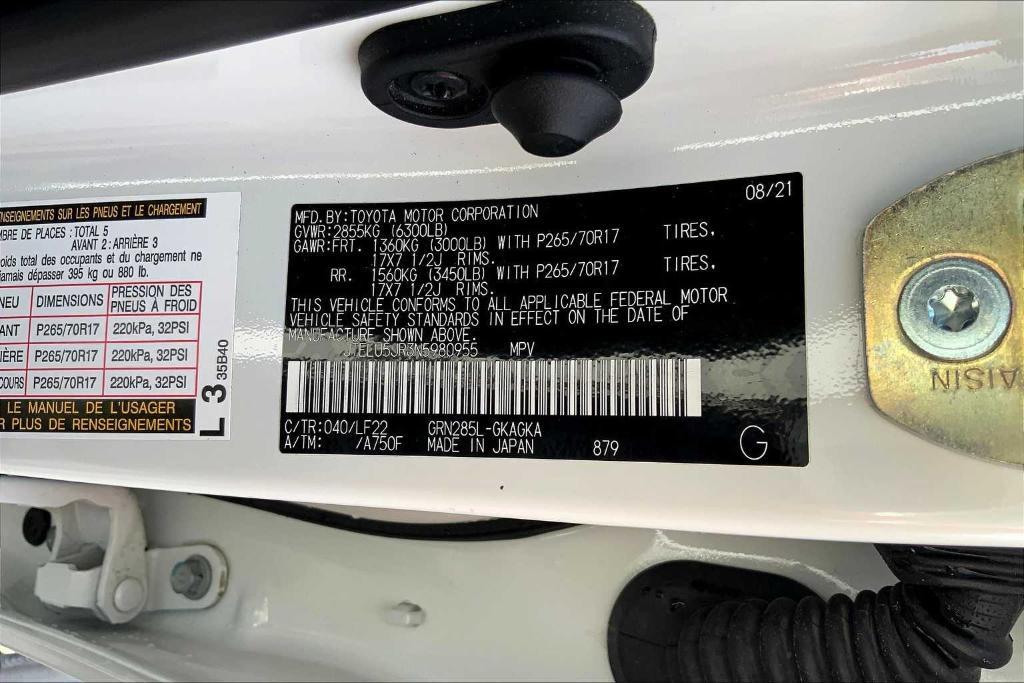 RENSEIGNEMENTS SUR LES PNEUS ET LE CHARGEMENT
MBRE DE PLACES: TOTAL 5
AVANT 2: ARRIÈRE 3
poids total des occupants et du chargement ne
jamais dépasser 395 kg ou 880 lb.
NEU DIMENSIONS PRESSION DES PNEUS À FROID
ANT P265/70R17 220kPa, 32PSI
IÈRE P265/70R17 220kPa, 32PSI
COURS P265/70R17 220kPa, 32PSI
LE MANUEL DE L'USAGER
R PLUS DE RENSEIGNEMENTS
L 3 35B40
08/21
MFD.BY:TOYOTA MOTOR CORPORATION
GVWR:2855KG (6300LB)
GAWR:FRT. 1360KG (3000LB) WITH P265/70R17 TIRES.
17X7 1/2J RIMS.
RR. 1560KG (3450LB) WITH P265/70R17 TIRES.
17X7 1/2J RIMS.
THIS VEHICLE CONFORMS TO ALL APPLICABLE FEDERAL MOTOR
VEHICLE SAFETY STANDARDS IN EFFECT ON THE DATE OF
MANUFACTURE SHOWN ABOVE.
JTELU5JR3N5980955 MPV
C/TR:040/LF22 GRN285L-GKAGKA
A/TM: /A750F MADE IN JAPAN 879 G
AISIN